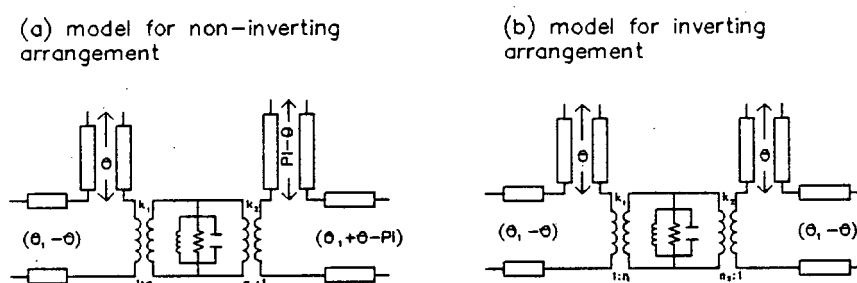 (a) model for non-inverting
arrangement
θ
Pi-θ
k₁
k₂
(θ₁-θ)
(θ₁+θ-Pi)
(b) model for inverting
arrangement
θ
θ
k₁
k₂
(θ₁-θ)
(θ₁-θ)
1:n
n₂:1